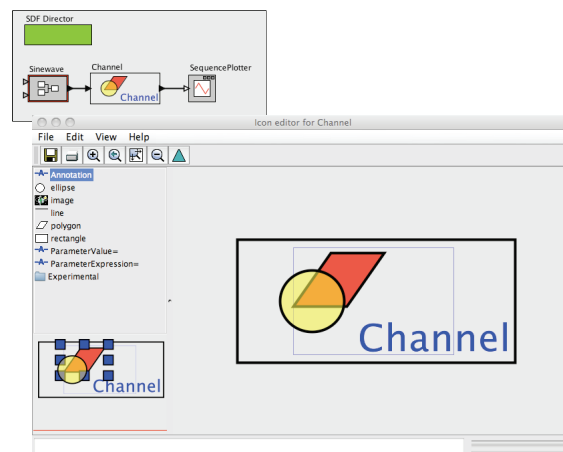 SDF Director
Sinewave
Channel
SequencePlotter
Channel
Icon editor for Channel
File Edit View Help
Annotation
ellipse
image
line
polygon
rectangle
ParameterValue=
ParameterExpression=
Experimental
Channel
Channel